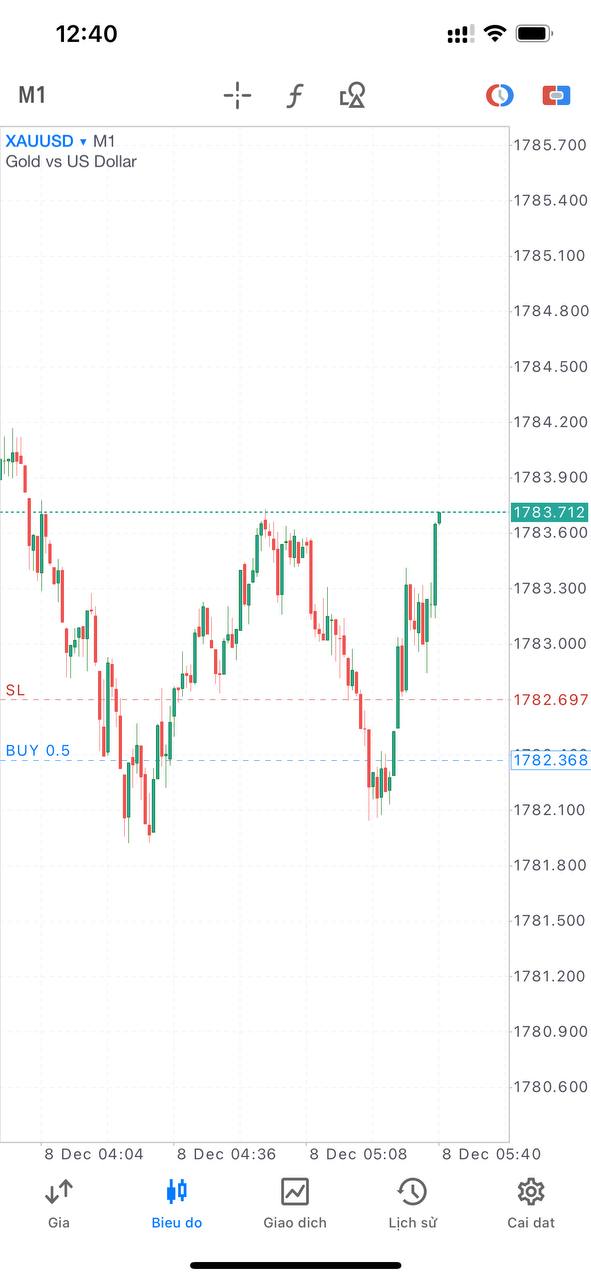 12:40
M1
XAUUSD ▾ M1
Gold vs US Dollar
1785.700
1785.400
1785.100
1784.800
1784.500
1784.200
1783.900
1783.712
1783.600
1783.300
1783.000
SL
1782.697
BUY 0.5
1782.368
1782.100
1781.800
1781.500
1781.200
1780.900
1780.600
8 Dec 04:04
8 Dec 04:36
8 Dec 05:08
8 Dec 05:40
Gia
Bieu do
Giao dich
Lịch sử
Cai dat